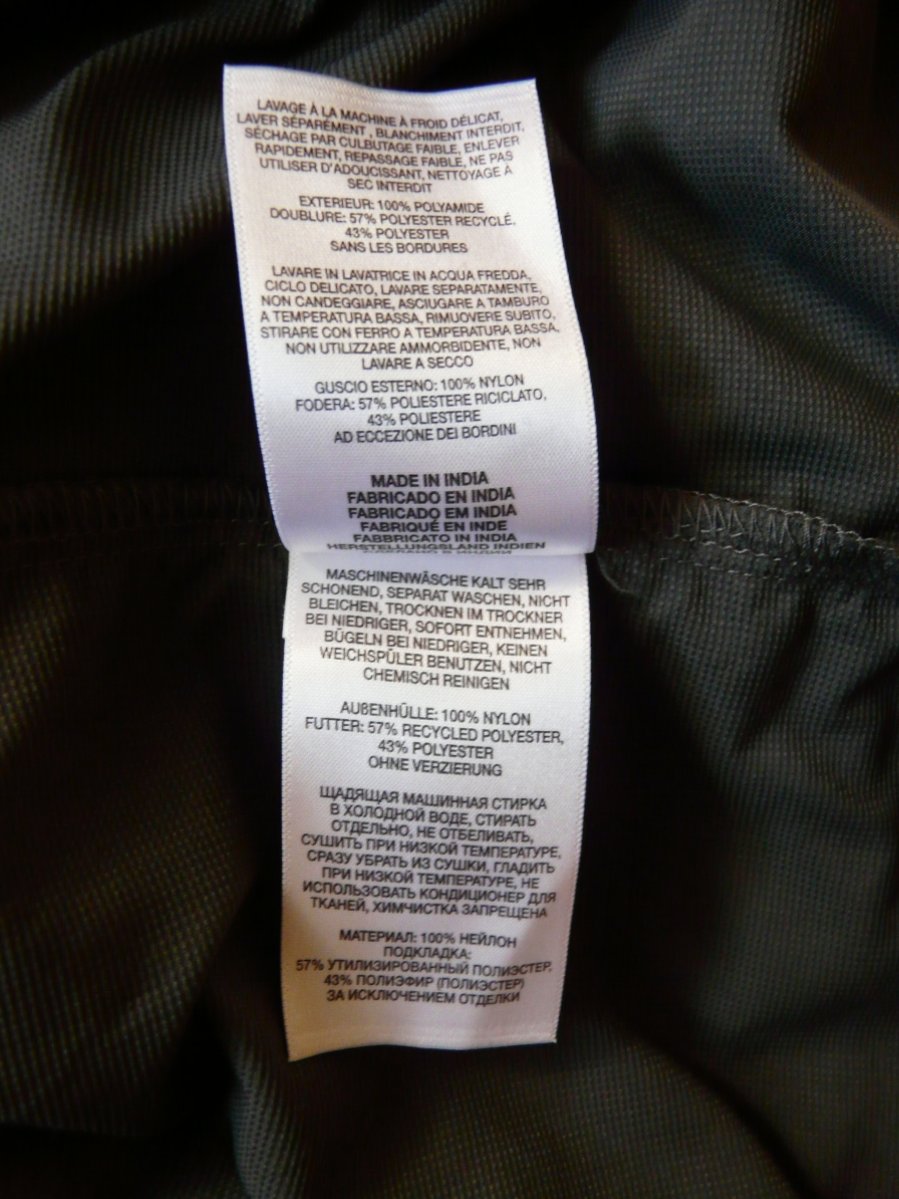 LAVAGE À LA MACHINE À FROID DÉLICAT,
LAVER SÉPARÉMENT , BLANCHIMENT INTERDIT,
SÉCHAGE PAR CULBUTAGE FAIBLE, ENLEVER
RAPIDEMENT, REPASSAGE FAIBLE, NE PAS
UTILISER D'ADOUCISSANT, NETTOYAGE À
SEC INTERDIT
EXTERIEUR: 100% POLYAMIDE
DOUBLURE: 57% POLYESTER RECYCLÉ,
43% POLYESTER
SANS LES BORDURES
LAVARE IN LAVATRICE IN ACQUA FREDDA,
CICLO DELICATO, LAVARE SEPARATAMENTE,
NON CANDEGGIARE, ASCIUGARE A TAMBURO
A TEMPERATURA BASSA, RIMUOVERE SUBITO,
STIRARE CON FERRO A TEMPERATURA BASSA,
NON UTILIZZARE AMMORBIDENTE, NON
LAVARE A SECCO
GUSCIO ESTERNO: 100% NYLON
FODERA: 57% POLIESTERE RICICLATO,
43% POLIESTERE
AD ECCEZIONE DEI BORDINI
MADE IN INDIA
FABRICADO EN INDIA
FABRICADO EM INDIA
FABRIQUÉ EN INDE
FABBRICATO IN INDIA
HERSTELLUNGSLAND INDIEN
MASCHINENWÄSCHE KALT SEHR
SCHONEND, SEPARAT WASCHEN, NICHT
BLEICHEN, TROCKNEN IM TROCKNER
BEI NIEDRIGER, SOFORT ENTNEHMEN,
BÜGELN BEI NIEDRIGER, KEINEN
WEICHSPÜLER BENUTZEN, NICHT
CHEMISCH REINIGEN
AUßENHÜLLE: 100% NYLON
FUTTER: 57% RECYCLED POLYESTER,
43% POLYESTER
OHNE VERZIERUNG
ЩАДЯЩАЯ МАШИННАЯ СТИРКА
В ХОЛОДНОЙ ВОДЕ, СТИРАТЬ
ОТДЕЛЬНО, НЕ ОТБЕЛИВАТЬ,
СУШИТЬ ПРИ НИЗКОЙ ТЕМПЕРАТУРЕ,
СРАЗУ УБРАТЬ ИЗ СУШКИ, ГЛАДИТЬ
ПРИ НИЗКОЙ ТЕМПЕРАТУРЕ, НЕ
ИСПОЛЬЗОВАТЬ КОНДИЦИОНЕР ДЛЯ
ТКАНЕЙ, ХИМЧИСТКА ЗАПРЕЩЕНА
МАТЕРИАЛ: 100% НЕЙЛОН
ПОДКЛАДКА:
57% УТИЛИЗИРОВАННЫЙ ПОЛИЭСТЕР,
43% ПОЛИЭФИР (ПОЛИЭСТЕР)
ЗА ИСКЛЮЧЕНИЕМ ОТДЕЛКИ